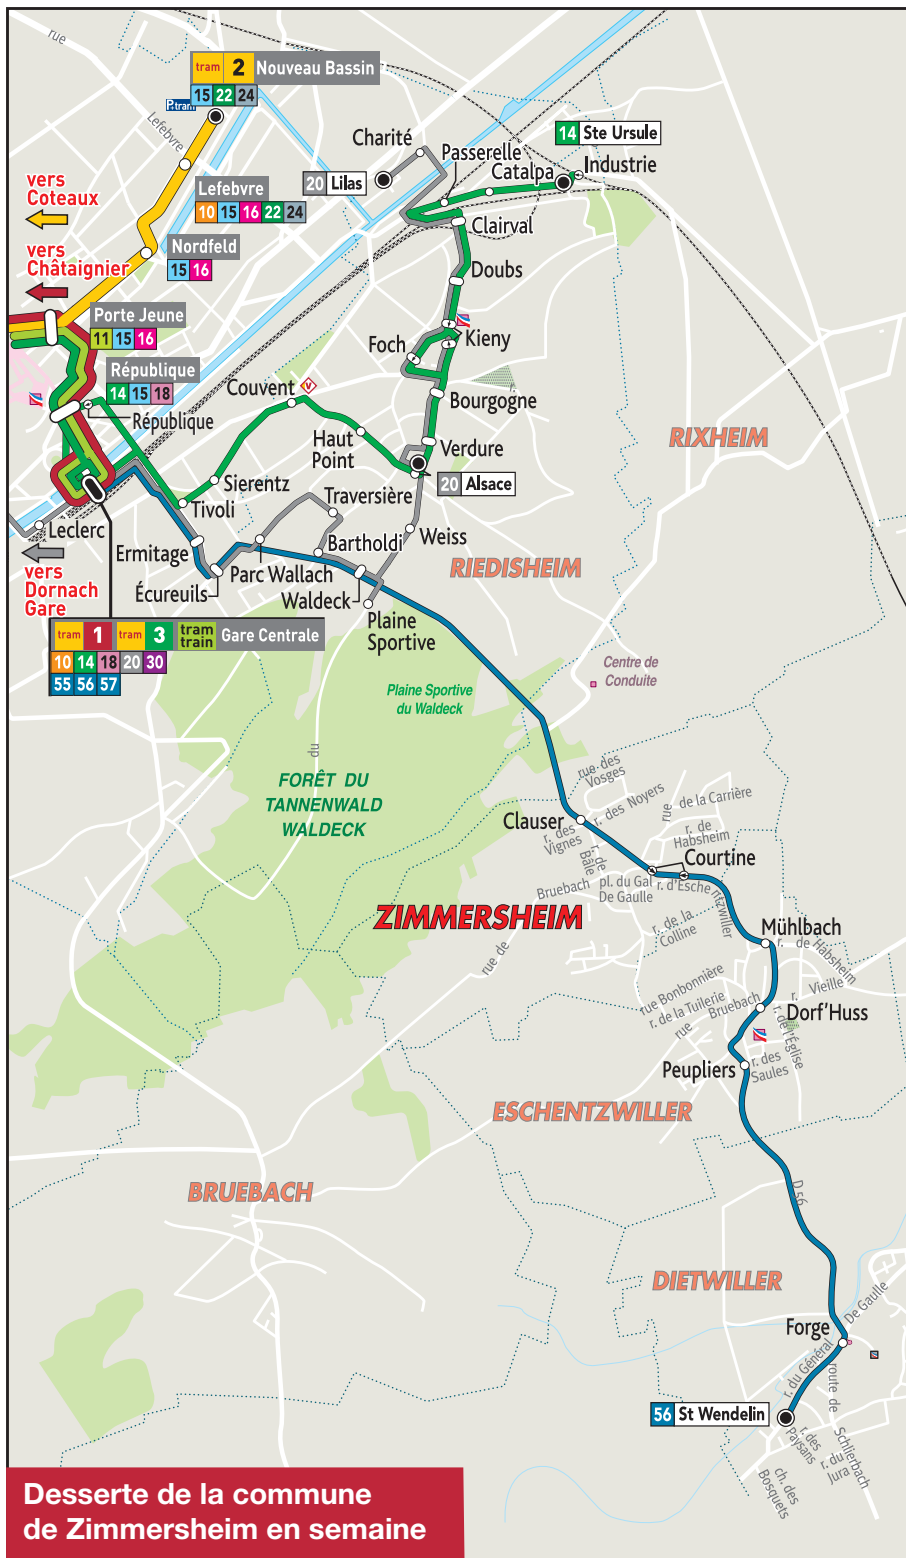 rue
tram 2 Nouveau Bassin
15 22 24
P+tram
Lefebvre
14 Ste Ursule
Charité
Passerelle
Catalpa
Industrie
20 Lilas
vers
Coteaux
Lefebvre
10 15 16 22 24
Clairval
vers
Châtaignier
Nordfeld
15 16
Doubs
Porte Jeune
11 15 16
Foch
Kieny
République
14 15 18
Couvent
V
Bourgogne
République
Haut
Point
Verdure
RIXHEIM
20 Alsace
Sierentz
Tivoli
Traversière
Leclerc
Ermitage
Bartholdi
Weiss
vers
Dornach
Gare
Parc Wallach
Écureuils
Waldeck
RIEDISHEIM
Plaine
Sportive
tram 1 tram 3 tram train Gare Centrale
10 14 18 20 30
55 56 57
Centre de
Conduite
Plaine Sportive
du Waldeck
du
FORÊT DU
TANNENWALD
WALDECK
rue des
Vosges
r. des Noyers
rue de la Carrière
Clauser
r. des
Vignes
r. de
Habsheim
r. de
Bâle
Courtine
Bruebach
pl. du Gal
De Gaulle
r. d'Esche
ntzwiller
ZIMMERSHEIM
r. de la
Colline
rue de
Mühlbach
r. de Habsheim
rue Bonbonnière
r. de la Tuilerie
rue Bruebach
r. Vieille
Dorf'Huss
r. de l'Église
Peupliers
r. des
Saules
ESCHENTZWILLER
BRUEBACH
D 56
DIETWILLER
De Gaulle
Forge
r. du Général
route de
Schlierbach
56 St Wendelin
r. des
Paysans
r. du
Jura
ch. des
Bosquets
Desserte de la commune
de Zimmersheim en semaine